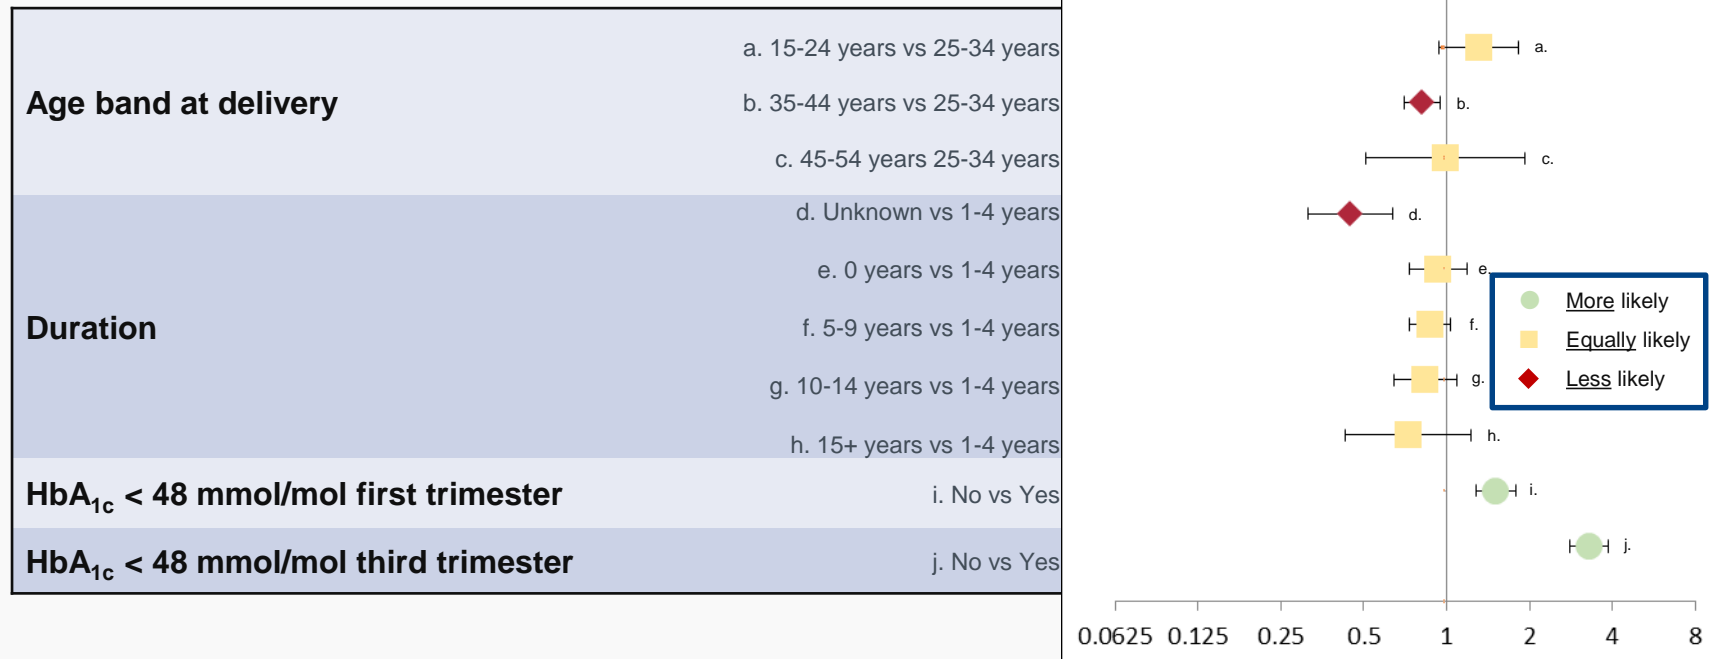 Age band at delivery
a. 15-24 years vs 25-34 years
b. 35-44 years vs 25-34 years
c. 45-54 years 25-34 years
Duration
d. Unknown vs 1-4 years
e. 0 years vs 1-4 years
f. 5-9 years vs 1-4 years
g. 10-14 years vs 1-4 years
h. 15+ years vs 1-4 years
HbA1c < 48 mmol/mol first trimester
i. No vs Yes
HbA1c < 48 mmol/mol third trimester
j. No vs Yes
a.
b.
c.
d.
e.
f.
g.
h.
i.
j.
More likely
Equally likely
Less likely
0.0625 0.125 0.25 0.5 1 2 4 8